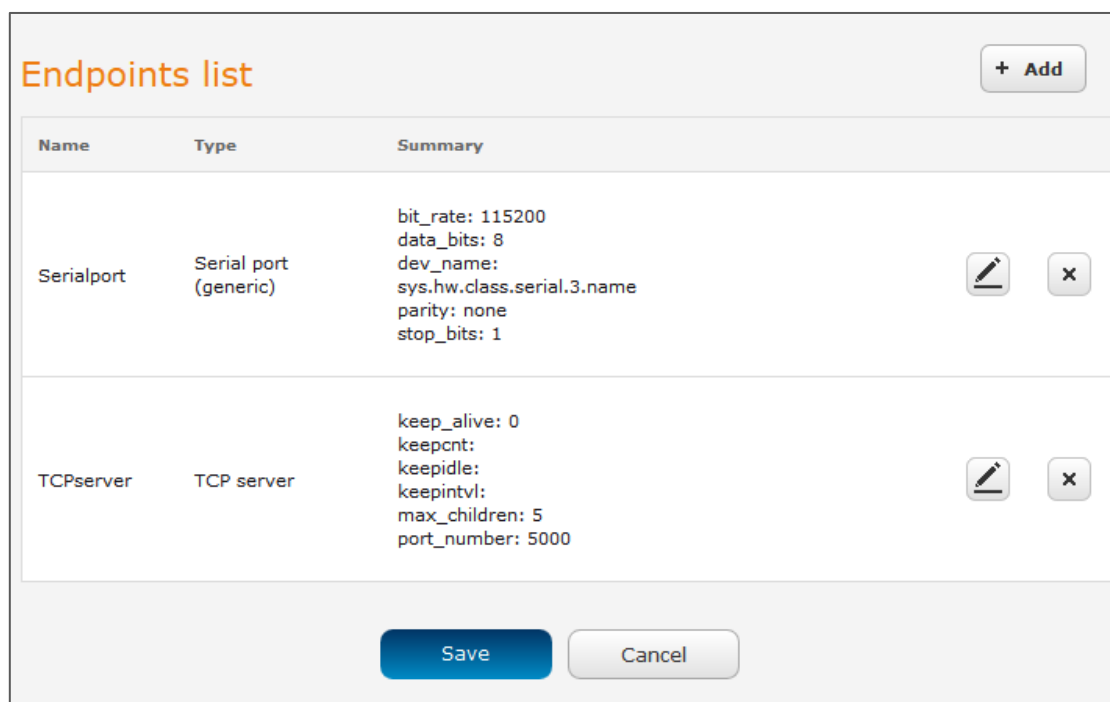 Endpoints list
+ Add
Name Type Summary
Serialport
Serial port
(generic)
bit_rate: 115200
data_bits: 8
dev_name:
sys.hw.class.serial.3.name
parity: none
stop_bits: 1
TCPserver
TCP server
keep_alive: 0
keepcnt:
keepidle:
keepintvl:
max_children: 5
port_number: 5000
Save
Cancel